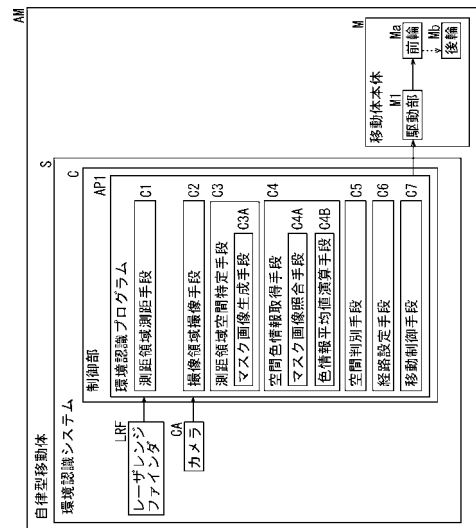 AM
自律型移動体
S
環境認識システム
C
制御部
AP1
環境認識プログラム
LRF
レーザレンジ
ファインダ
CA
カメラ
測距領域測距手段
C1
撮像領域撮像手段
C2
測距領域空間特定手段
C3
マスク画像生成手段
C3A
空間色情報取得手段
C4
マスク画像照合手段
C4A
色情報平均値演算手段
C4B
空間判別手段
C5
経路設定手段
C6
移動制御手段
C7
M
移動体本体
M1
駆動部
Ma
前輪
Mb
後輪